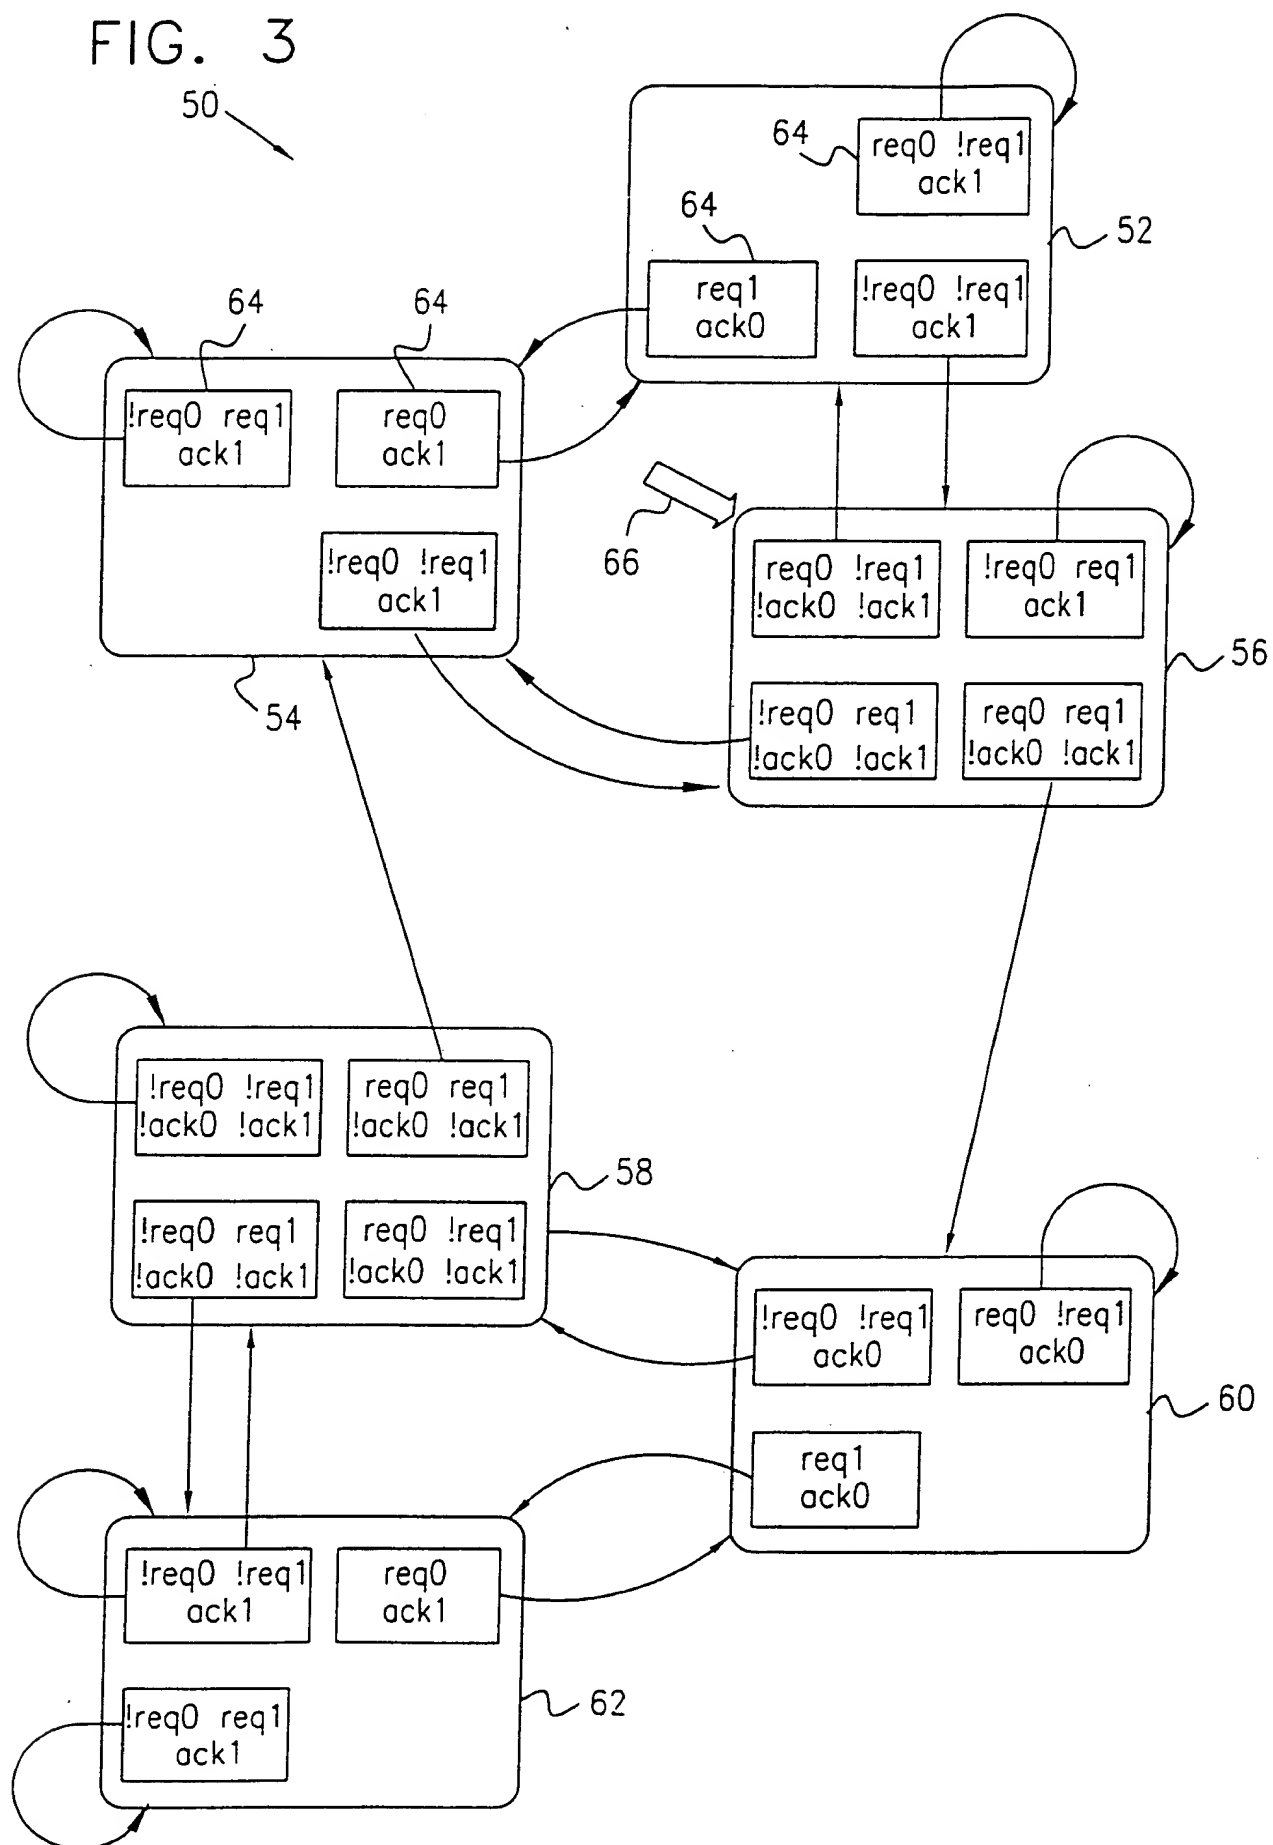 FIG. 3
50
64
req0 !req1
ack1
64
req1
ack0
!req0 !req1
ack1
52
64
64
!req0 req1
ack1
req0
ack1
!req0 !req1
ack1
54
66
req0 !req1
!ack0 !ack1
!req0 req1
ack1
!req0 req1
!ack0 !ack1
req0 req1
!ack0 !ack1
56
!req0 !req1
!ack0 !ack1
req0 req1
!ack0 !ack1
!req0 req1
!ack0 !ack1
req0 !req1
!ack0 !ack1
58
!req0 !req1
ack0
req0 !req1
ack0
req1
ack0
60
!req0 !req1
ack1
req0
ack1
!req0 req1
ack1
62